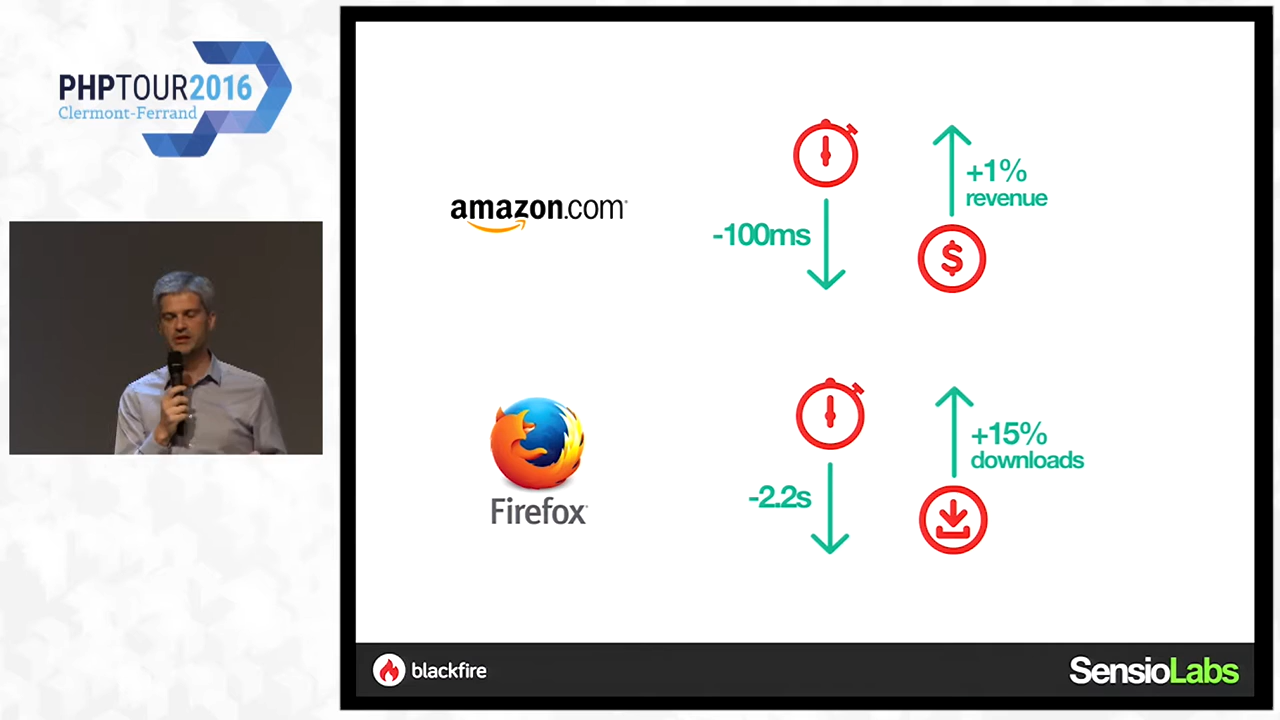 PHPTOUR2016
Clermont-Ferrand
amazon.com
-100ms
+1%
revenue
Firefox
-2.2s
+15%
downloads
blackfire
SensioLabs